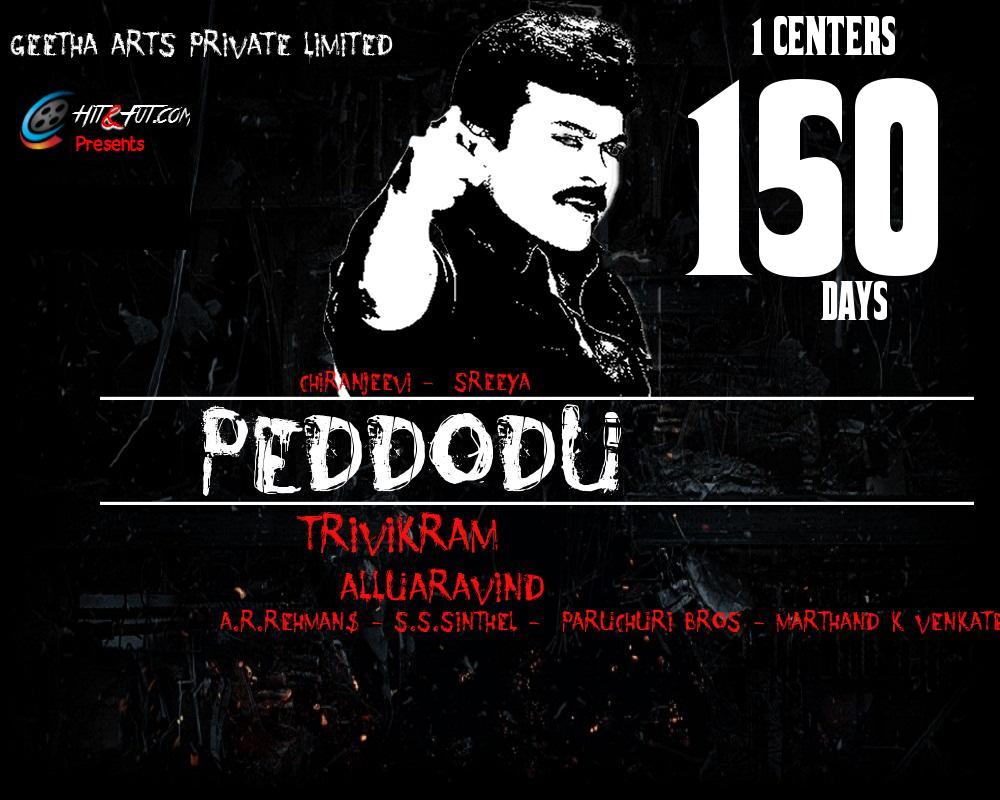 GEETHA ARTS PRIVATE LIMITED
HIT&FUT.COM
Presents
1 CENTERS
150
DAYS
CHIRANJEEVI - SREEYA
PEDDODU
TRIVIKRAM
ALLUARAVIND
A.R.REHMAN$ - S.S.SINTHEL - PARUCHURI BROS - MARTHAND K VENKATE